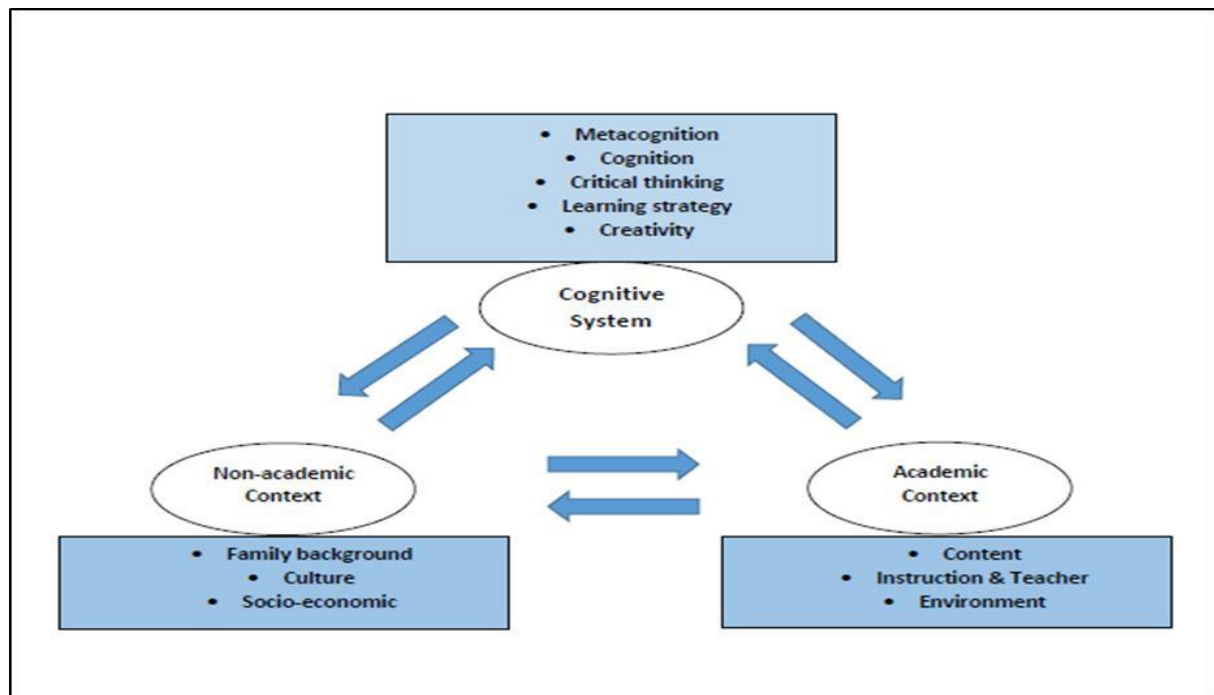 • Metacognition
• Cognition
• Critical thinking
• Learning strategy
• Creativity
Cognitive
System
Non-academic
Context
• Family background
• Culture
• Socio-economic
Academic
Context
• Content
• Instruction & Teacher
• Environment